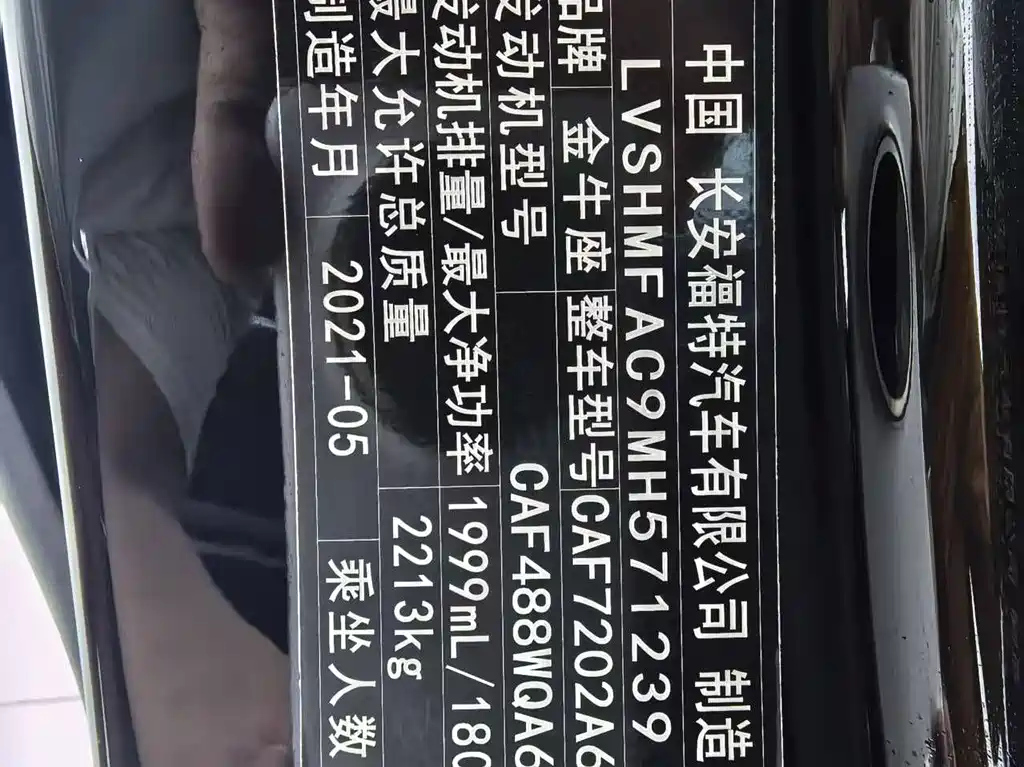 中国 长安福特汽车有限公司 制造
LVSHMFAC9MH571239
品牌 金牛座 整车型号 CAF7202A6
发动机型号 CAF488WQA6
发动机排量/最大净功率 1999mL/180
最大允许总质量 2213kg
制造年月 2021-05 乘坐人数